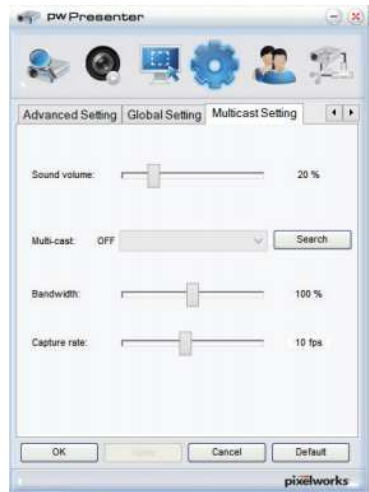 pwPresenter
Advanced Setting Global Setting Multicast Setting
Sound volume: 20 %
Multi-cast: OFF Search
Bandwidth: 100 %
Capture rate: 10 fps
OK Cancel Default
pixelworks